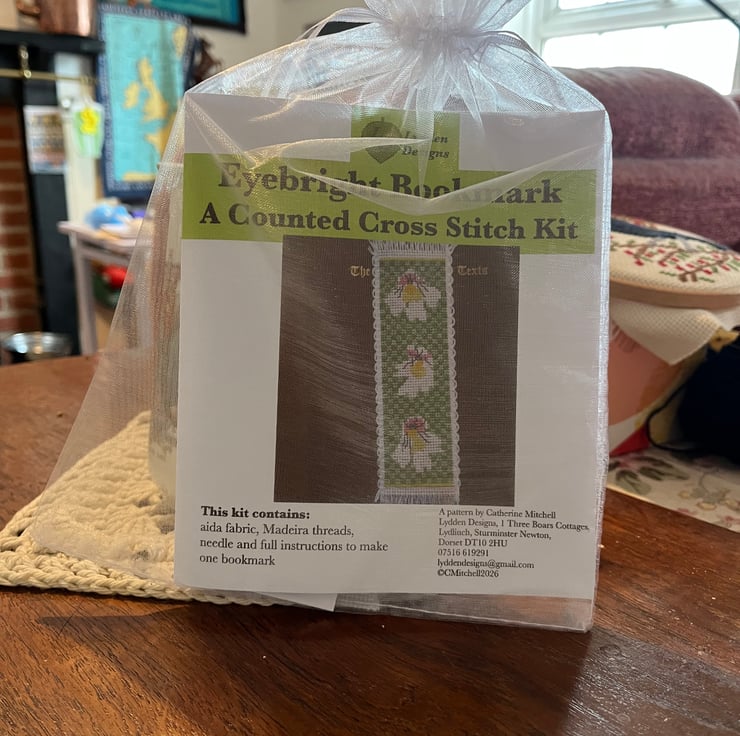 Lydden
Designs
Eyebright Bookmark
A Counted Cross Stitch Kit
The Texts
This kit contains:
aida fabric, Madeira threads,
needle and full instructions to make
one bookmark
A pattern by Catherine Mitchell
Lydden Designs, 1 Three Boars Cottages,
Lydlinch, Sturminster Newton,
Dorset DT10 2HU
07516 619291
lyddendesigns@gmail.com
©CMitchell2026